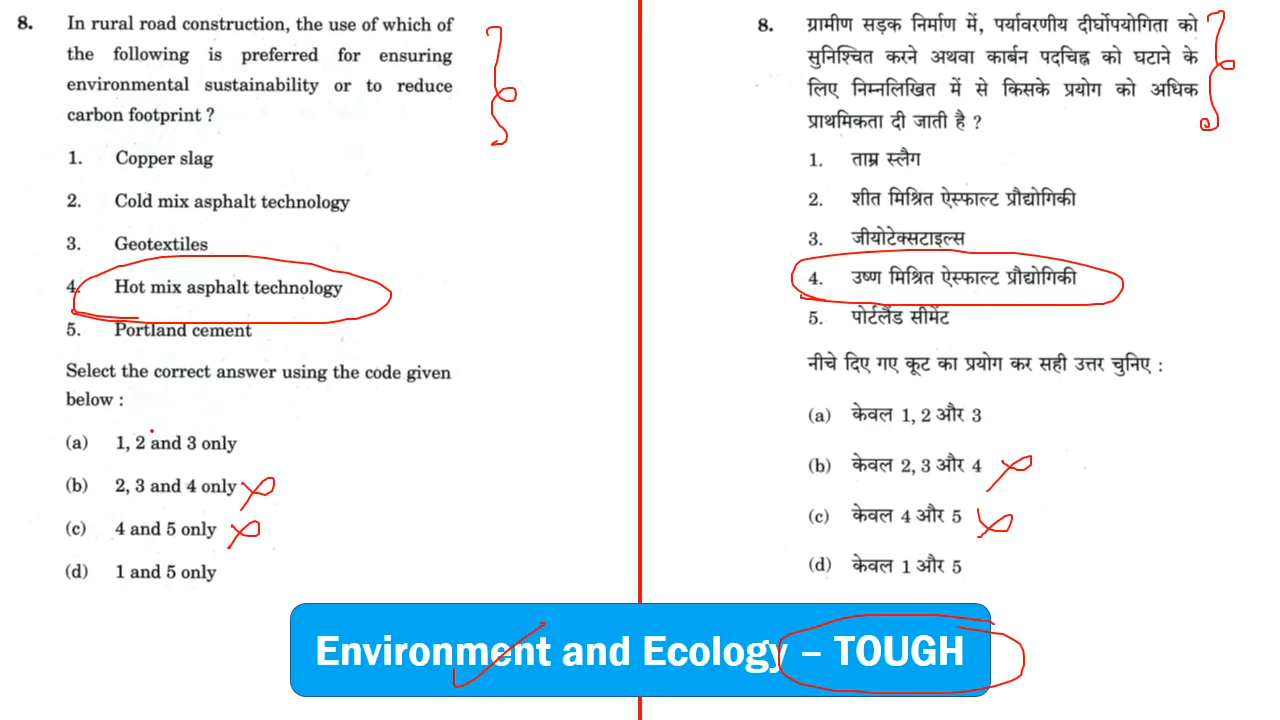 8. In rural road construction, the use of which of
the following is preferred for ensuring
environmental sustainability or to reduce
carbon footprint ?
1. Copper slag
2. Cold mix asphalt technology
3. Geotextiles
4. Hot mix asphalt technology
5. Portland cement
Select the correct answer using the code given
below :
(a) 1, 2 and 3 only
(b) 2, 3 and 4 only
(c) 4 and 5 only
(d) 1 and 5 only
8. ग्रामीण सड़क निर्माण में, पर्यावरणीय दीर्घोपयोगिता को
सुनिश्चित करने अथवा कार्बन पदचिह्न को घटाने के
लिए निम्नलिखित में से किसके प्रयोग को अधिक
प्राथमिकता दी जाती है ?
1. ताम्र स्लैग
2. शीत मिश्रित ऐस्फाल्ट प्रौद्योगिकी
3. जीयोटेक्सटाइल्स
4. उष्ण मिश्रित ऐस्फाल्ट प्रौद्योगिकी
5. पोर्टलैंड सीमेंट
नीचे दिए गए कूट का प्रयोग कर सही उत्तर चुनिए :
(a) केवल 1, 2 और 3
(b) केवल 2, 3 और 4
(c) केवल 4 और 5
(d) केवल 1 और 5
Environment and Ecology – TOUGH